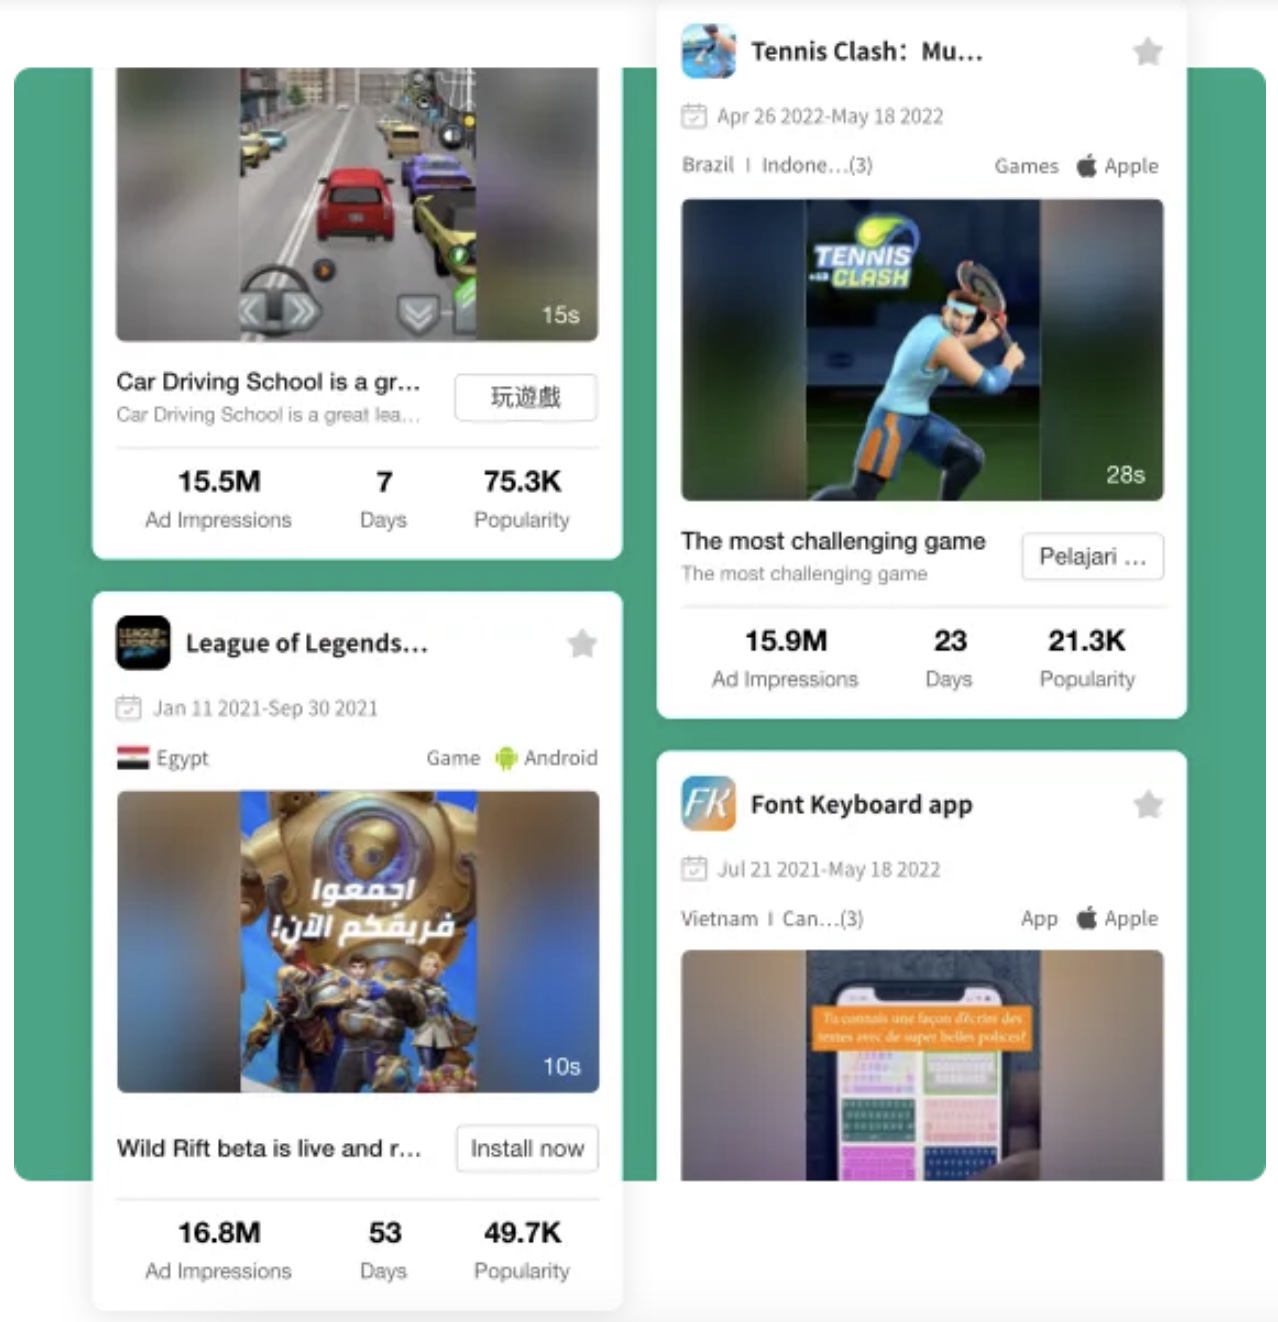 15s
Car Driving School is a gr...
玩遊戲
Car Driving School is a great lea...
15.5M 7 75.3K
Ad Impressions Days Popularity
LEAGUE OF LEGENDS
League of Legends...
Jan 11 2021-Sep 30 2021
Egypt Game Android
اجمعوا
فريقكم الآن!
10s
Wild Rift beta is live and r...
Install now
16.8M 53 49.7K
Ad Impressions Days Popularity
Tennis Clash：Mu...
Apr 26 2022-May 18 2022
Brazil I Indone...(3) Games Apple
TENNIS
CLASH
28s
The most challenging game
Pelajari ...
The most challenging game
15.9M 23 21.3K
Ad Impressions Days Popularity
FK
Font Keyboard app
Jul 21 2021-May 18 2022
Vietnam I Can...(3) App Apple
Tu connais une façon d'écrire des
textes avec de super belles polices?